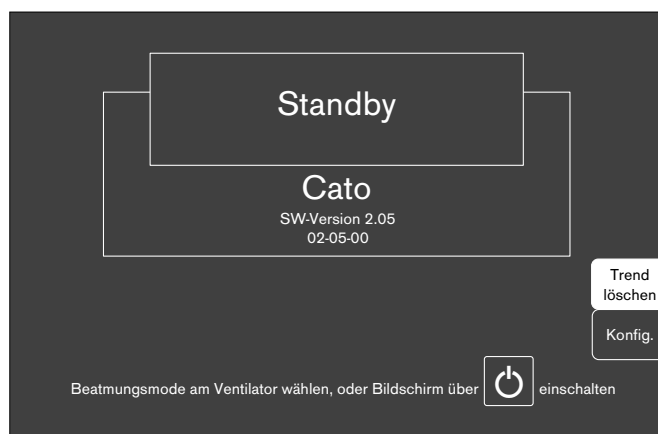 Standby
Cato
SW-Version 2.05
02-05-00
Trend
löschen
Konfig.
Beatmungsmode am Ventilator wählen, oder Bildschirm über einschalten